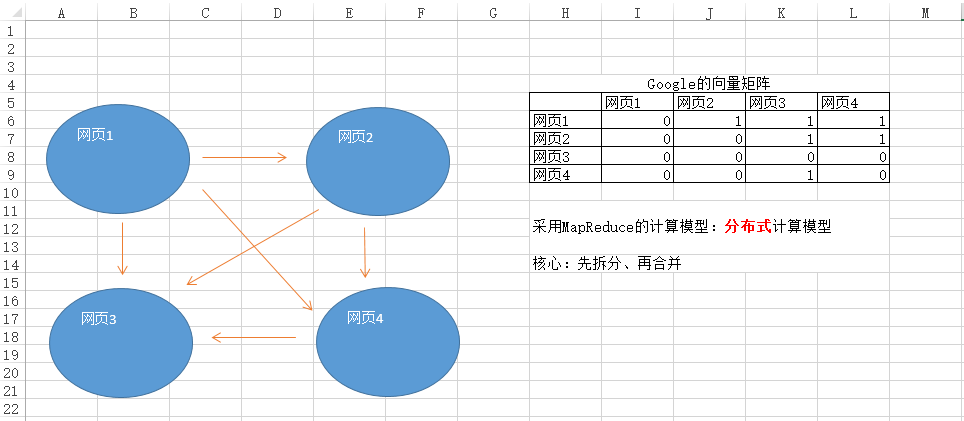 A B C D E F G H I J K L M
1
2
3
4 Google的向量矩阵
5 网页1 网页2 网页3 网页4
6 网页1 0 1 1 1
7 网页2 0 0 1 1
8 网页3 0 0 0 0
9 网页4 0 0 1 0
10
11
12 采用MapReduce的计算模型:分布式计算模型
13
14 核心:先拆分、再合并
15
16
17
18
19
20
21
22
网页1
网页2
网页3
网页4